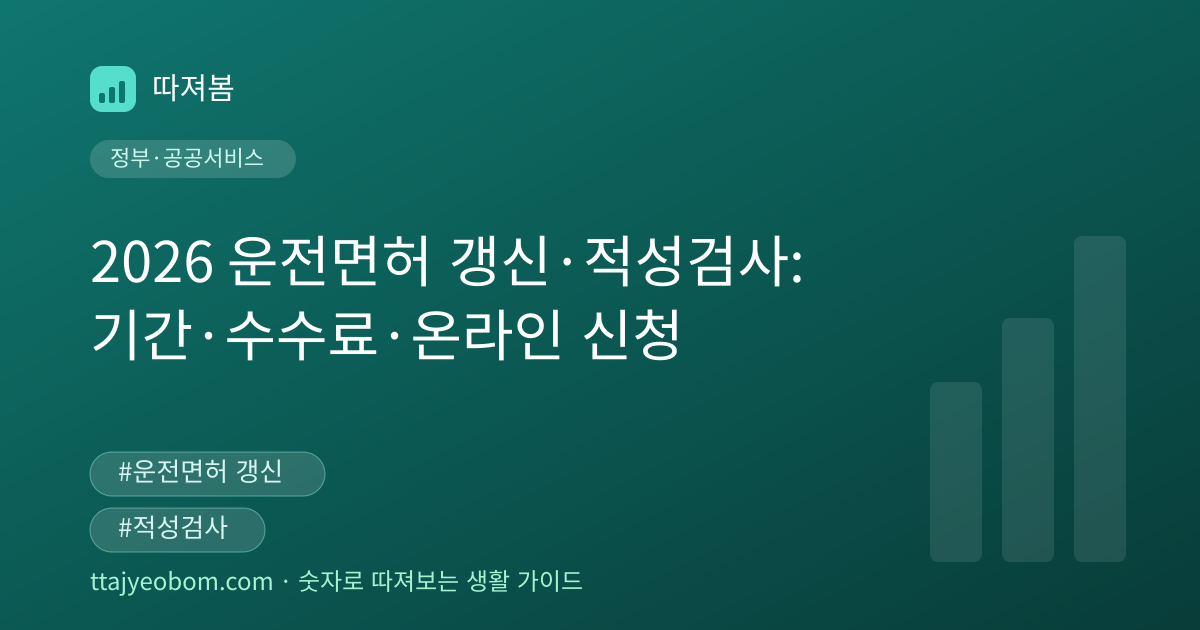 따져봄
정부·공공서비스
2026 운전면허 갱신·적성검사:
기간·수수료·온라인 신청
#운전면허 갱신
#적성검사
ttajyeobom.com · 숫자로 따져보는 생활 가이드